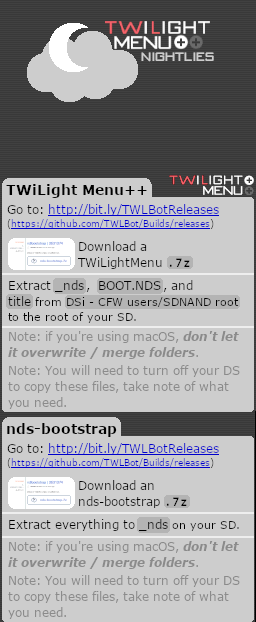 TWiLIGHT
MENU++
NIGHTLIES
TWiLIGHT
MENU++
TWiLight Menu++
Go to: http://bit.ly/TWLBotReleases
(https://github.com/TWLBot/Builds/releases)
Download a
TWiLightMenu .7z
Extract _nds, BOOT.NDS, and
title from DSi - CFW users/SDNAND root
to the root of your SD.
Note: if you're using macOS, don't let
it overwrite / merge folders.
Note: You will need to turn off your DS
to copy these files, take note of what
you need.
nds-bootstrap
Go to: http://bit.ly/TWLBotReleases
(https://github.com/TWLBot/Builds/releases)
Download an
nds-bootstrap .7z
Extract everything to _nds on your SD.
Note: if you're using macOS, don't let
it overwrite / merge folders.
Note: You will need to turn off your DS
to copy these files, take note of what
you need.